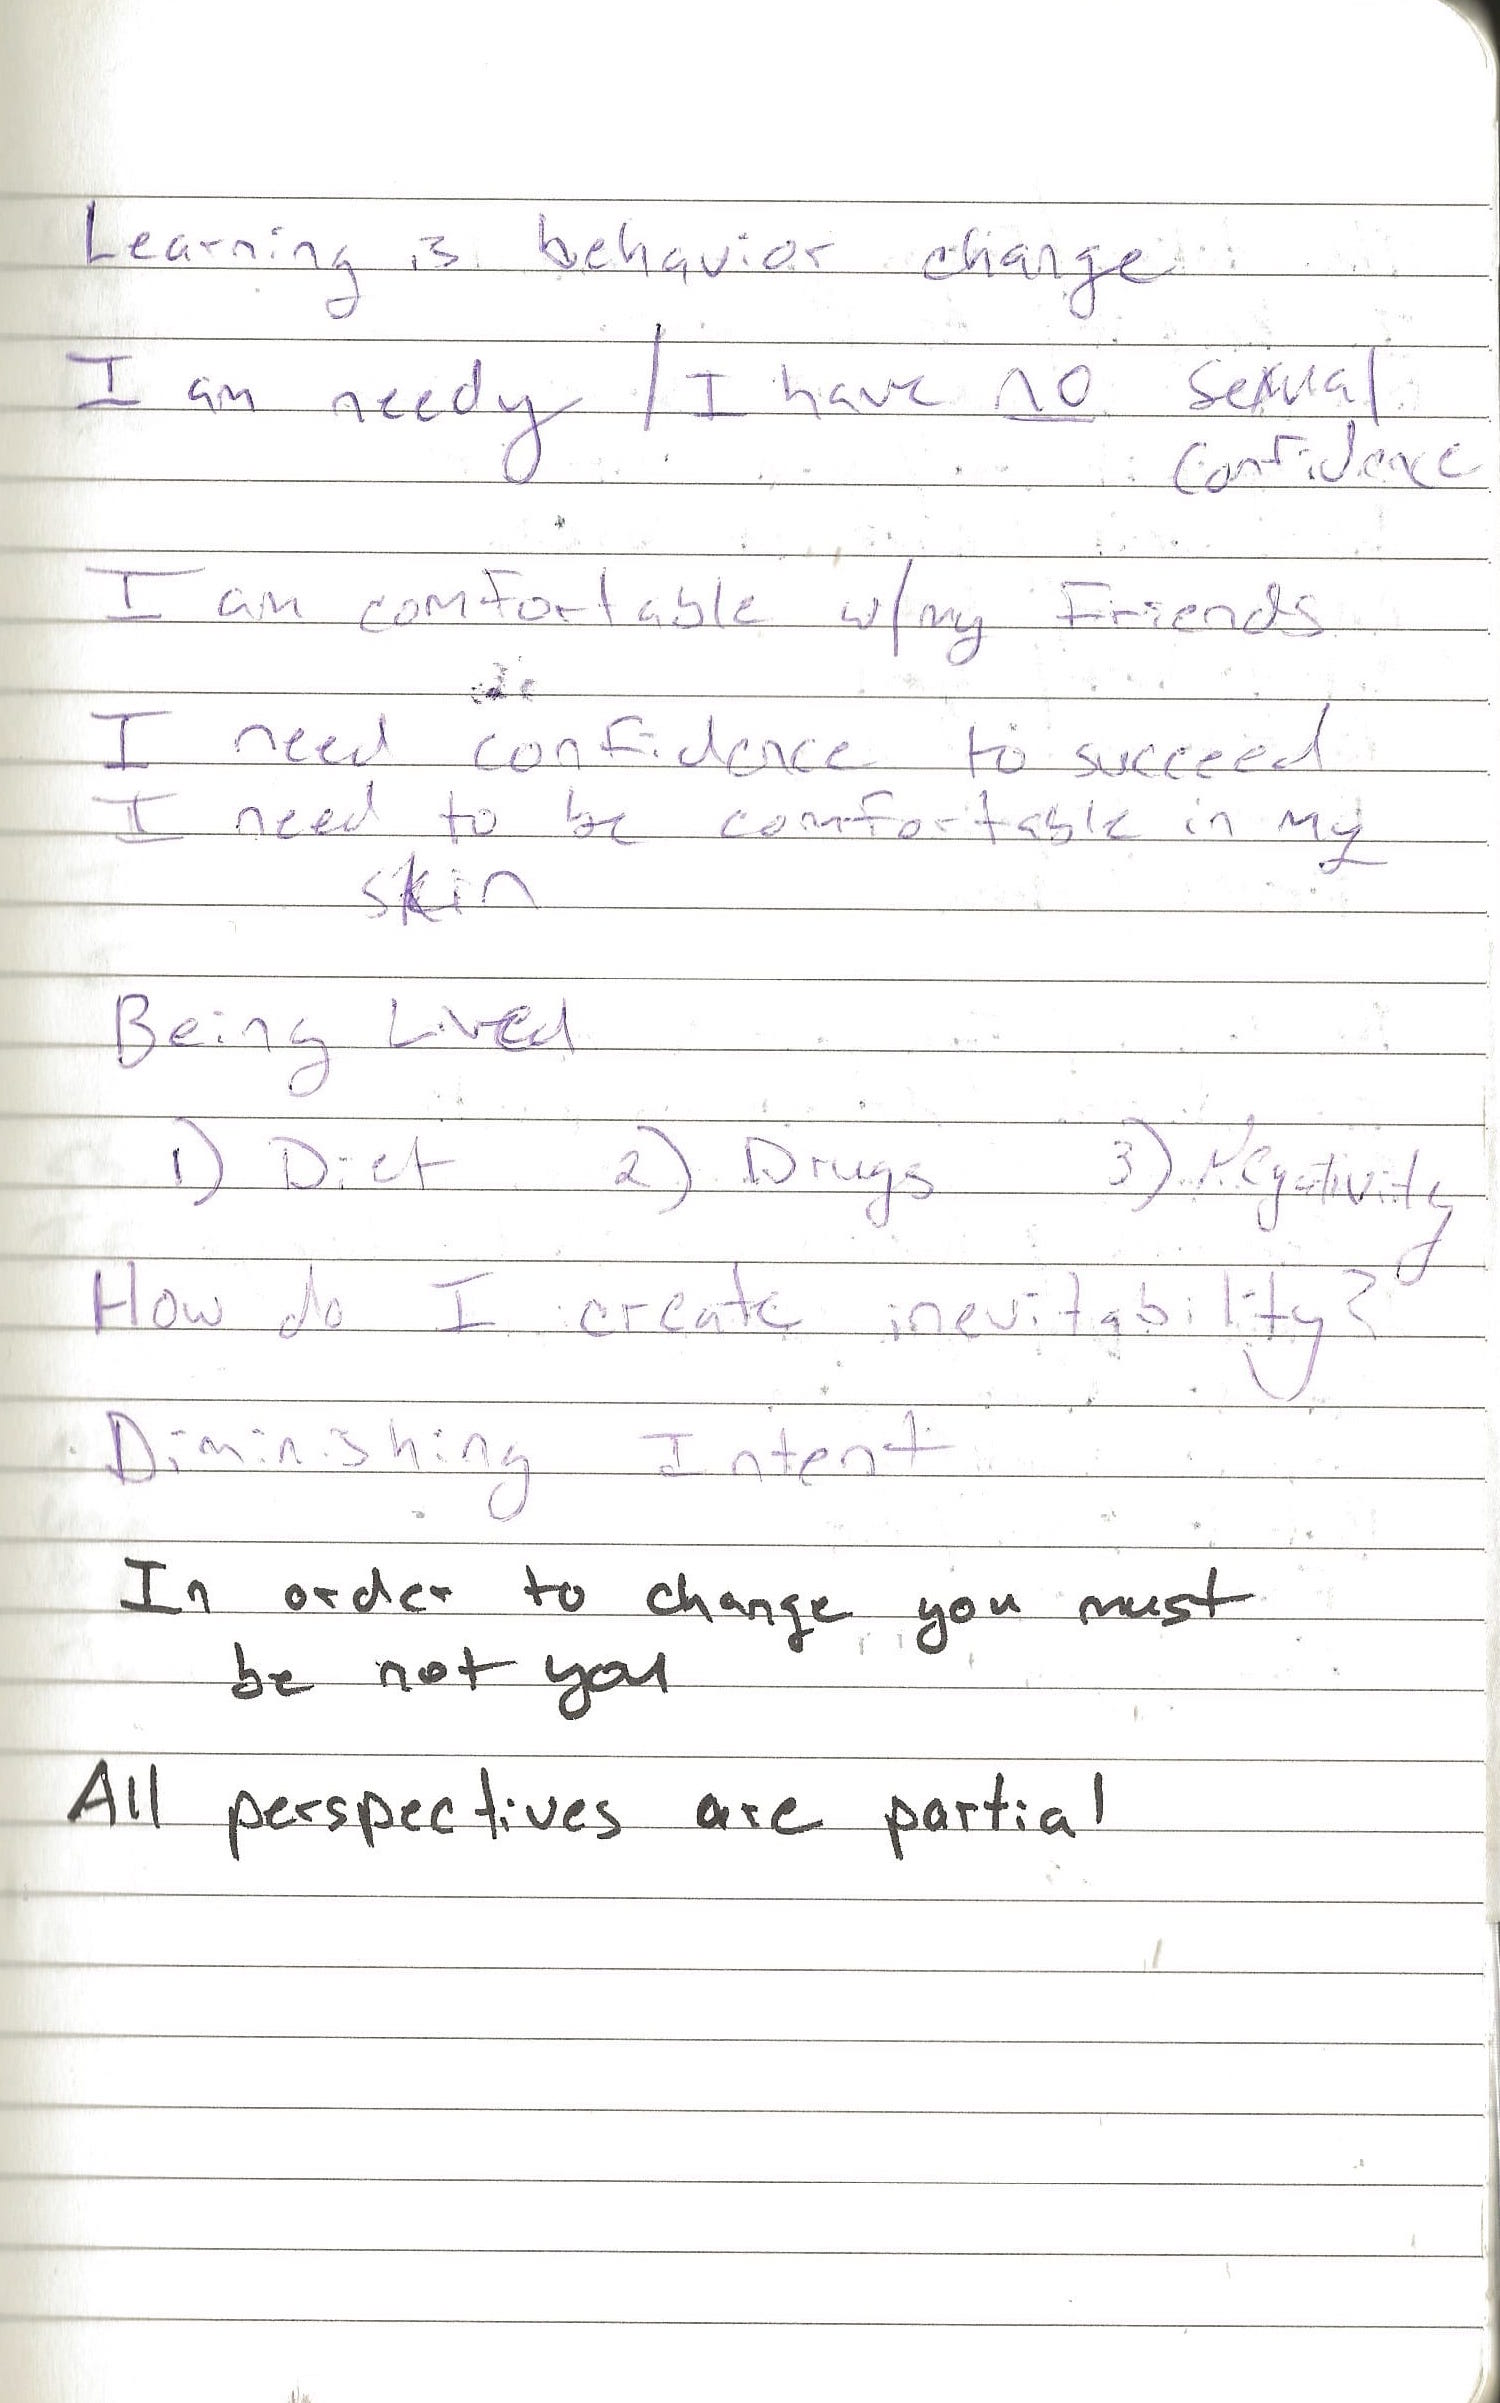 Learning is behavior change
I am needy / I have no sexual
confidence
I am comfortable w/my Friends
I need confidence to succeed
I need to be comfortable in my
skin
Being Lived
1) Diet 2) Drugs 3) Negativity
How do I create inevitability?
Diminishing Intent
In order to change you must
be not you
All perspectives are partial